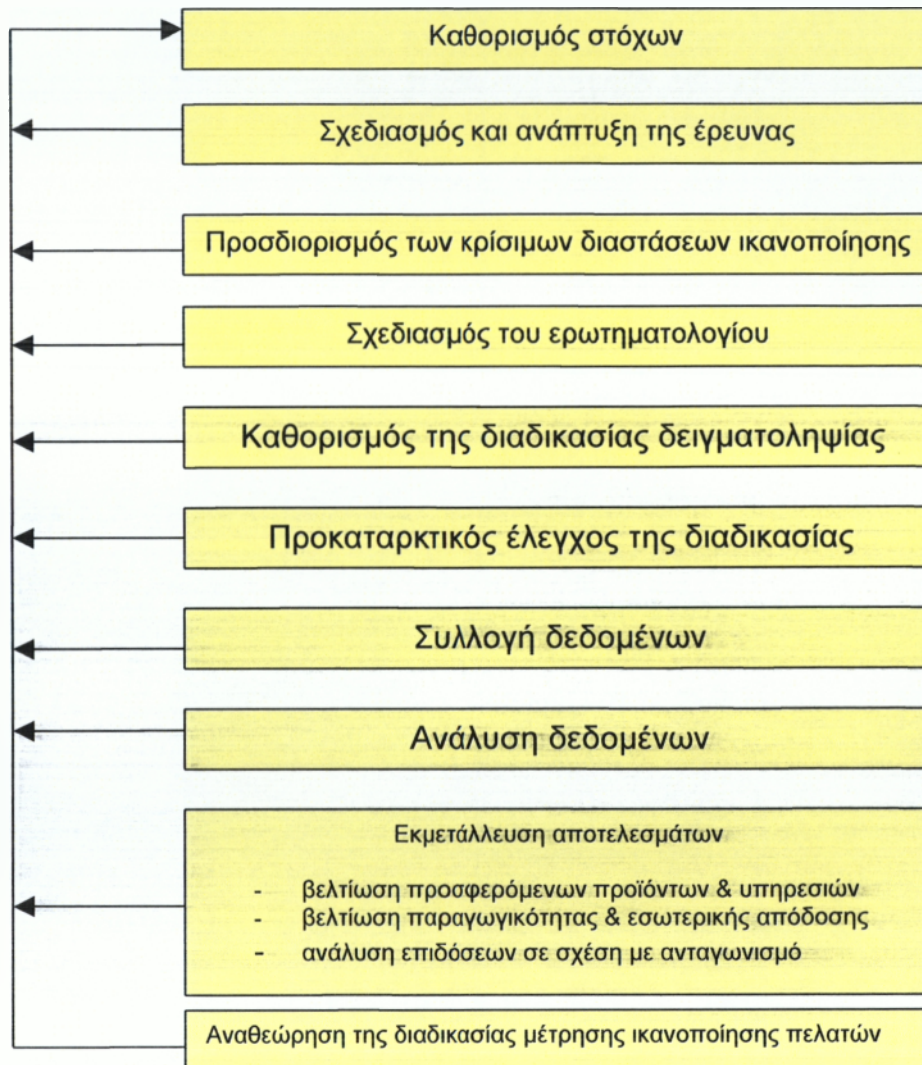 Καθορισμός στόχων
Σχεδιασμός και ανάπτυξη της έρευνας
Προσδιορισμός των κρίσιμων διαστάσεων ικανοποίησης
Σχεδιασμός του ερωτηματολογίου
Καθορισμός της διαδικασίας δειγματοληψίας
Προκαταρκτικός έλεγχος της διαδικασίας
Συλλογή δεδομένων
Ανάλυση δεδομένων
Εκμετάλλευση αποτελεσμάτων
- βελτίωση προσφερόμενων προϊόντων & υπηρεσιών
- βελτίωση παραγωγικότητας & εσωτερικής απόδοσης
- ανάλυση επιδόσεων σε σχέση με ανταγωνισμό
Αναθεώρηση της διαδικασίας μέτρησης ικανοποίησης πελατών